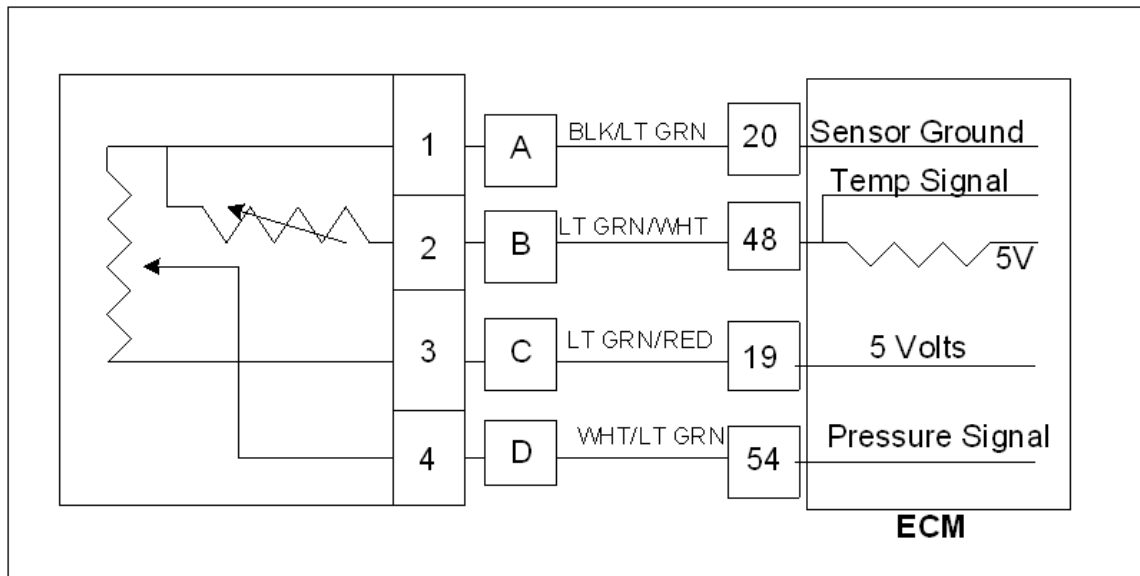 1 A BLK/LT GRN 20 Sensor Ground
Temp Signal
2 B LT GRN/WHT 48 5V
3 C LT GRN/RED 19 5 Volts
4 D WHT/LT GRN 54 Pressure Signal
ECM